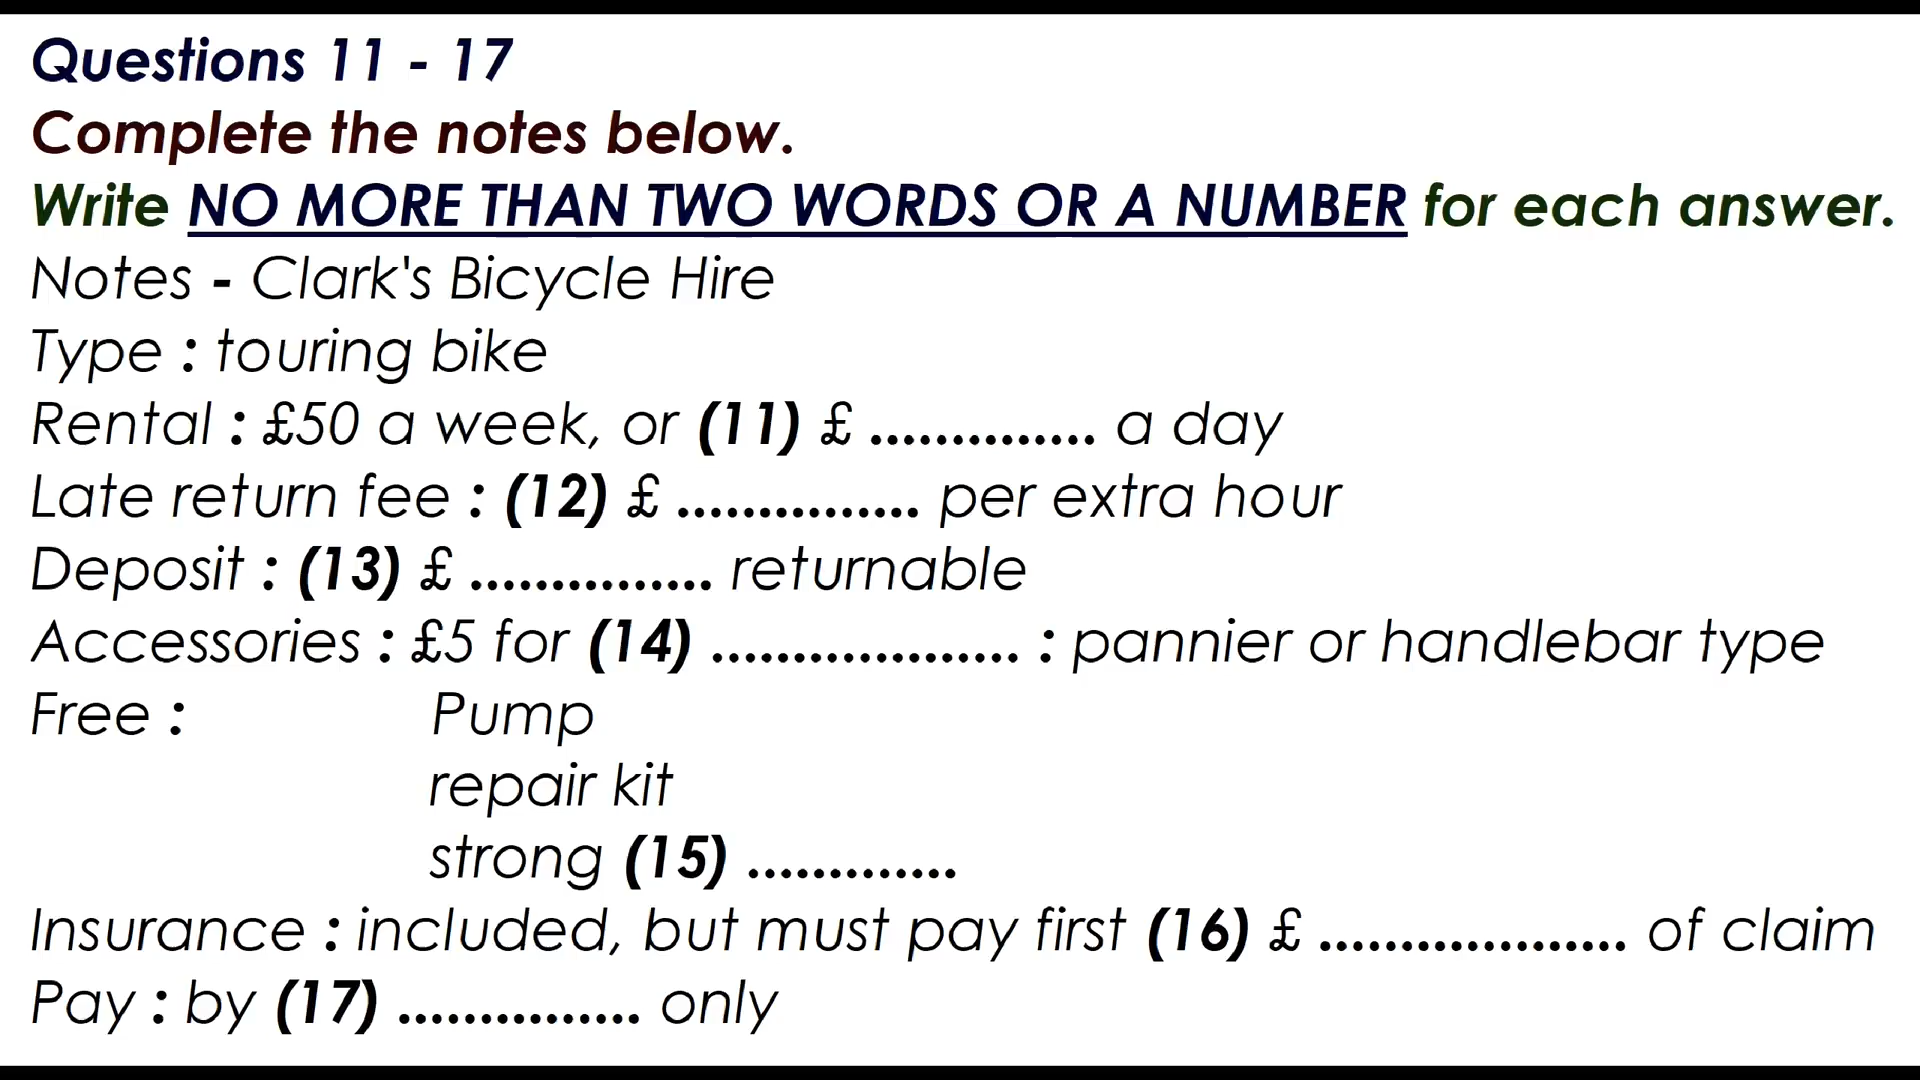 Questions 11 - 17
Complete the notes below.
Write NO MORE THAN TWO WORDS OR A NUMBER for each answer.
Notes - Clark's Bicycle Hire
Type : touring bike
Rental : £50 a week, or (11) £ .............. a day
Late return fee : (12) £ ............... per extra hour
Deposit : (13) £ ............... returnable
Accessories : £5 for (14) ................... : pannier or handlebar type
Free : Pump
repair kit
strong (15) .............
Insurance : included, but must pay first (16) £ ................... of claim
Pay : by (17) ............... only